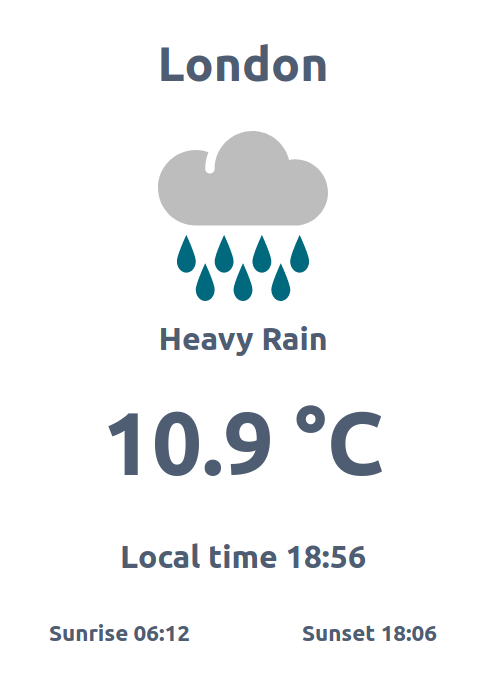 London
Heavy Rain
10.9 °C
Local time 18:56
Sunrise 06:12 Sunset 18:06